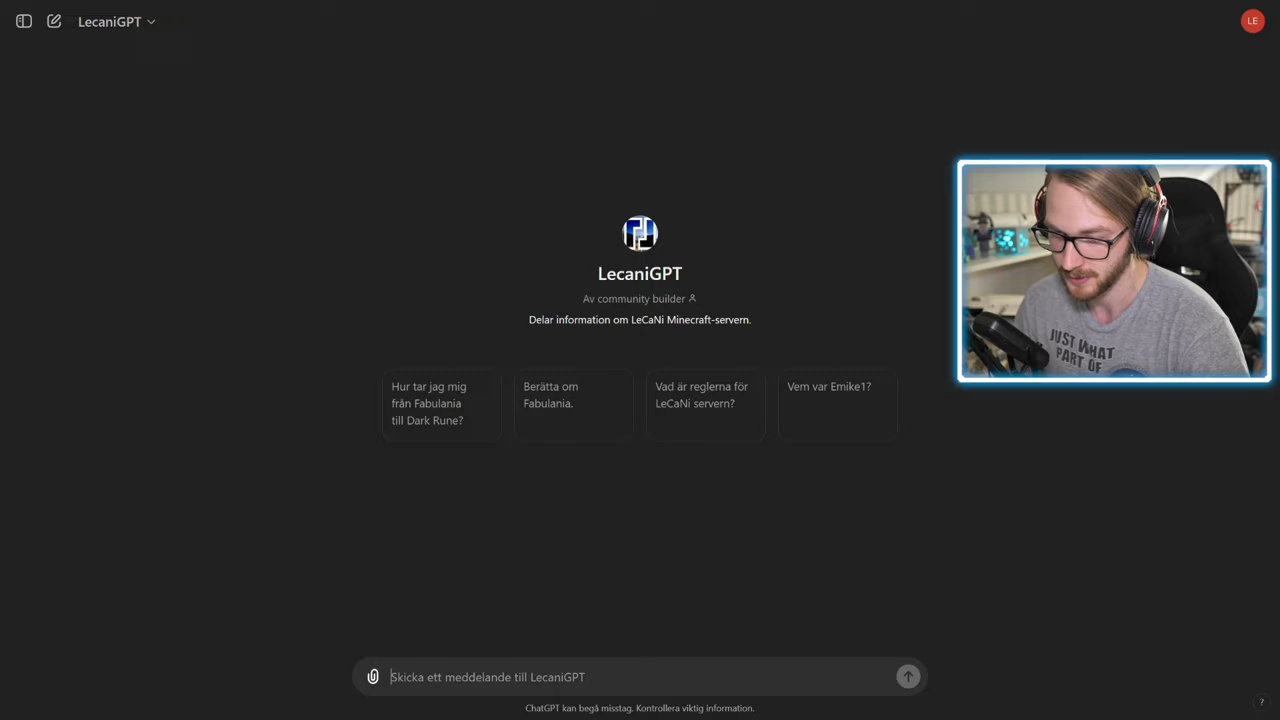 LecaniGPT
LE
LecaniGPT
Av community builder
Delar information om LeCaNi Minecraft-servern.
Hur tar jag mig
från Fabulania
till Dark Rune?
Berätta om
Fabulania.
Vad är reglerna för
LeCaNi servern?
Vem var Emike1?
JUST WHAT
PART OF
Skicka ett meddelande till LecaniGPT
ChatGPT kan begå misstag. Kontrollera viktig information.
?